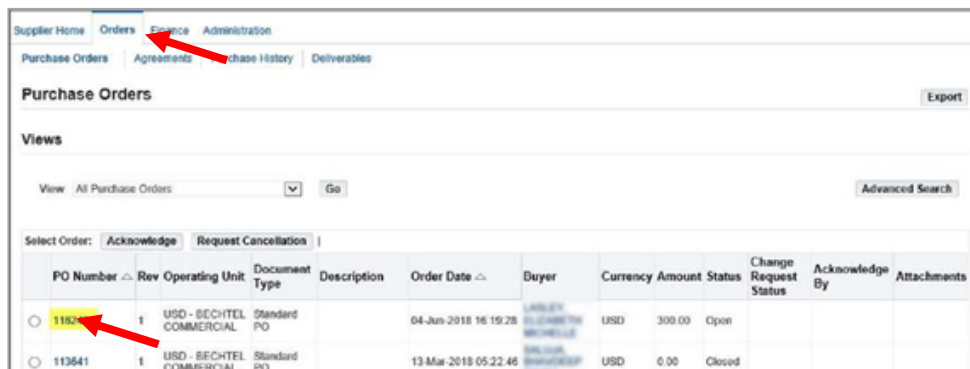 Supplier Home Orders Finance Administration
Purchase Orders Agreements Purchase History Deliverables
Purchase Orders Export
Views
View All Purchase Orders Go Advanced Search
Select Order: Acknowledge Request Cancellation |
PO Number Rev Operating Unit Document Type Description Order Date Buyer Currency Amount Status Change Request Status Acknowledge By Attachments
1 USD - BECHTEL COMMERCIAL Standard PO 04-Jun-2018 16:19:28 ELIZABETH MICHELLE USD 300.00 Open
113641 1 USD - BECHTEL COMMERCIAL Standard PO 13-Mar-2018 05:22:46 USD 0.00 Closed